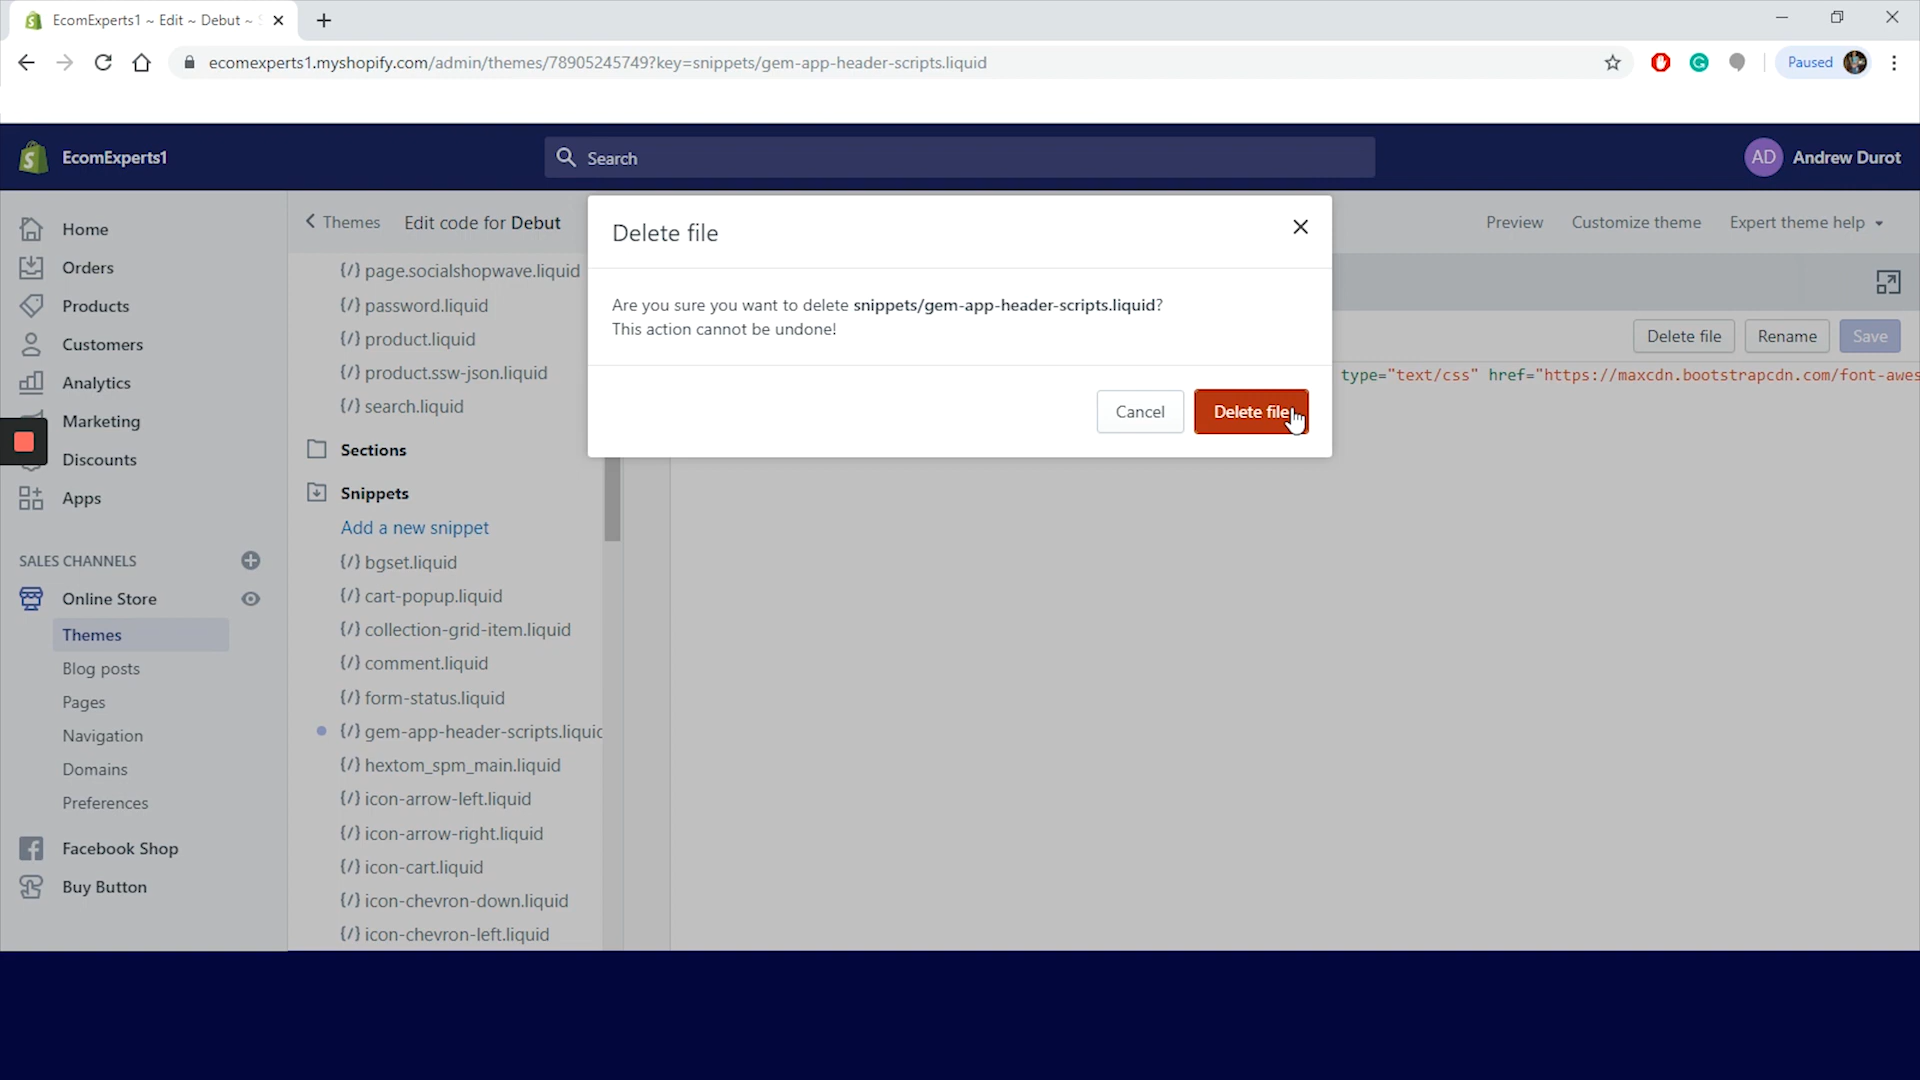 EcomExperts1 ~ Edit ~ Debut ~
ecomexperts1.myshopify.com/admin/themes/78905245749?key=snippets/gem-app-header-scripts.liquid
Paused
EcomExperts1
Search
AD Andrew Durot
Home
Orders
Products
Customers
Analytics
Marketing
Discounts
Apps
SALES CHANNELS
Online Store
Themes
Blog posts
Pages
Navigation
Domains
Preferences
Facebook Shop
Buy Button
Themes
Edit code for Debut
Preview
Customize theme
Expert theme help
{/} page.socialshopwave.liquid
{/} password.liquid
{/} product.liquid
{/} product.ssw-json.liquid
{/} search.liquid
Sections
Snippets
Add a new snippet
{/} bgset.liquid
{/} cart-popup.liquid
{/} collection-grid-item.liquid
{/} comment.liquid
{/} form-status.liquid
{/} gem-app-header-scripts.liquid
{/} hextom_spm_main.liquid
{/} icon-arrow-left.liquid
{/} icon-arrow-right.liquid
{/} icon-cart.liquid
{/} icon-chevron-down.liquid
{/} icon-chevron-left.liquid
Delete file
Are you sure you want to delete snippets/gem-app-header-scripts.liquid?
This action cannot be undone!
Cancel
Delete file
Delete file
Rename
Save
type="text/css" href="https://maxcdn.bootstrapcdn.com/font-awes